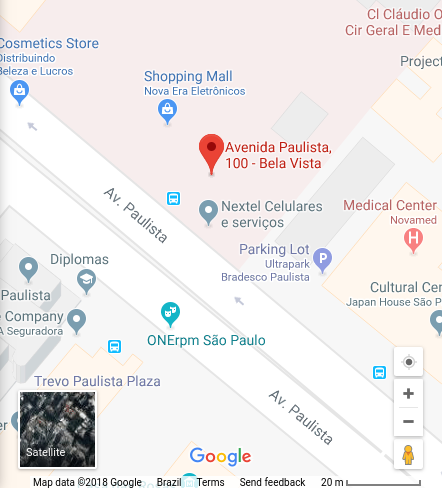 Cl Cláudio O
Cir Geral E Med
Cosmetics Store
Distribuindo
Beleza e Lucros
Project
Shopping Mall
Nova Era Eletrônicos
Avenida Paulista,
100 - Bela Vista
Av. Paulista
Nextel Celulares
e serviços
Medical Center
Novamed
Parking Lot
Ultrapark
Bradesco Paulista
P
H
Diplomas
Paulista
e Company
A Seguradora
Cultural Cen
Japan House São P
ONErpm São Paulo
Trevo Paulista Plaza
Av. Paulista
er
Satellite
Google
Map data ©2018 Google
Brazil
Terms
Send feedback
20 m